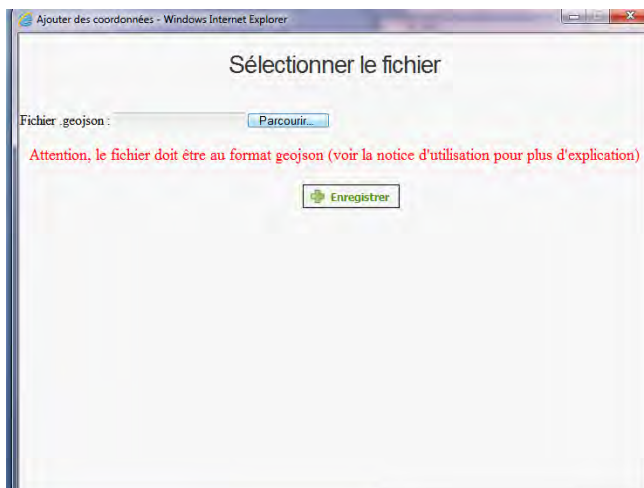 Ajouter des coordonnées - Windows Internet Explorer
Sélectionner le fichier
Fichier .geojson : Parcourir...
Attention, le fichier doit être au format geojson (voir la notice d'utilisation pour plus d'explication)
Enregistrer